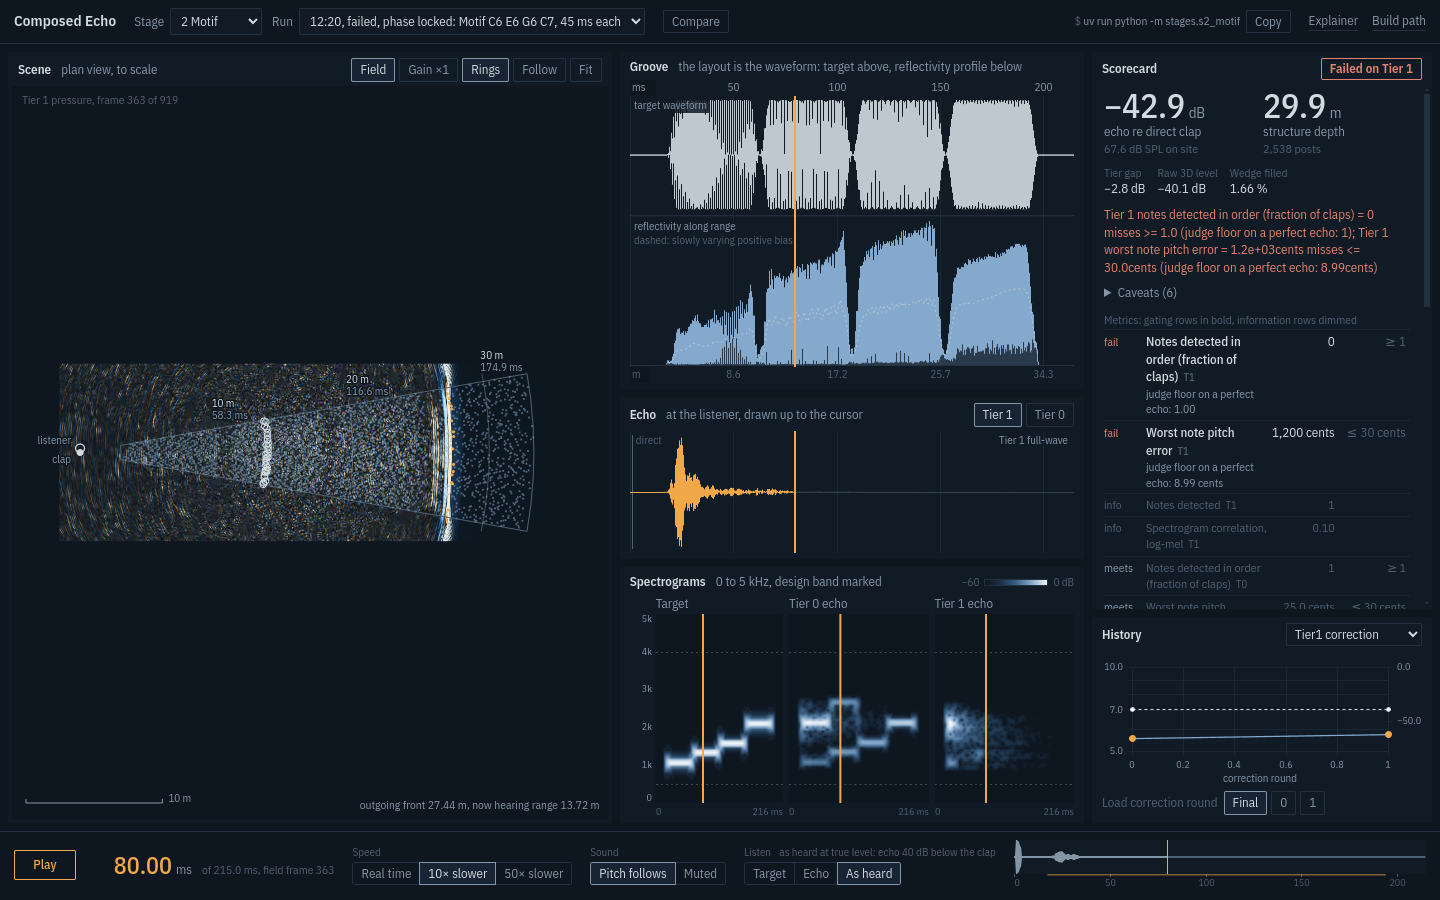 Composed Echo Stage 2 Motif Run 12:20, failed, phase locked: Motif C6 E6 G6 C7, 45 ms each Compare $ uv run python -m stages.s2_motif Copy Explainer Build path
Scene plan view, to scale Field Gain ×1 Rings Follow Fit
Tier 1 pressure, frame 363 of 919
30 m
174.9 ms
20 m
116.6 ms
10 m
58.3 ms
listener
clap
10 m
outgoing front 27.44 m, now hearing range 13.72 m
Groove the layout is the waveform: target above, reflectivity profile below
ms 50 100 150 200
target waveform
reflectivity along range
dashed: slowly varying positive bias
m 8.6 17.2 25.7 34.3
Echo at the listener, drawn up to the cursor Tier 1 Tier 0
direct Tier 1 full-wave
Spectrograms 0 to 5 kHz, design band marked −60 0 dB
Target Tier 0 echo Tier 1 echo
5k
4k
3k
2k
1k
0
0 216 ms 0 216 ms 0 216 ms
Scorecard Failed on Tier 1
−42.9 dB 29.9 m
echo re direct clap structure depth
67.6 dB SPL on site 2,538 posts
Tier gap Raw 3D level Wedge filled
−2.8 dB −40.1 dB 1.66 %
Tier 1 notes detected in order (fraction of claps) = 0
misses >= 1.0 (judge floor on a perfect echo: 1); Tier 1
worst note pitch error = 1.2e+03cents misses <=
30.0cents (judge floor on a perfect echo: 8.99cents)
▶ Caveats (6)
Metrics: gating rows in bold, information rows dimmed
fail Notes detected in 0 ≥ 1
order (fraction of
claps) T1
judge floor on a perfect
echo: 1.00
fail Worst note pitch 1,200 cents ≤ 30 cents
error T1
judge floor on a perfect
echo: 8.99 cents
info Notes detected T1 1
info Spectrogram correlation, 0.10
log-mel T1
meets Notes detected in order 1 ≥ 1
(fraction of claps) T0
meets Worst note pitch 25.0 cents ≤ 30 cents
History Tier1 correction
10.0 0.0
7.0
−50.0
5.0
0 0.2 0.4 0.6 0.8 1
correction round
Load correction round Final 0 1
Play 80.00 ms of 215.0 ms, field frame 363
Speed
Real time 10× slower 50× slower
Sound
Pitch follows Muted
Listen as heard at true level: echo 40 dB below the clap
Target Echo As heard
0 50 100 150 200